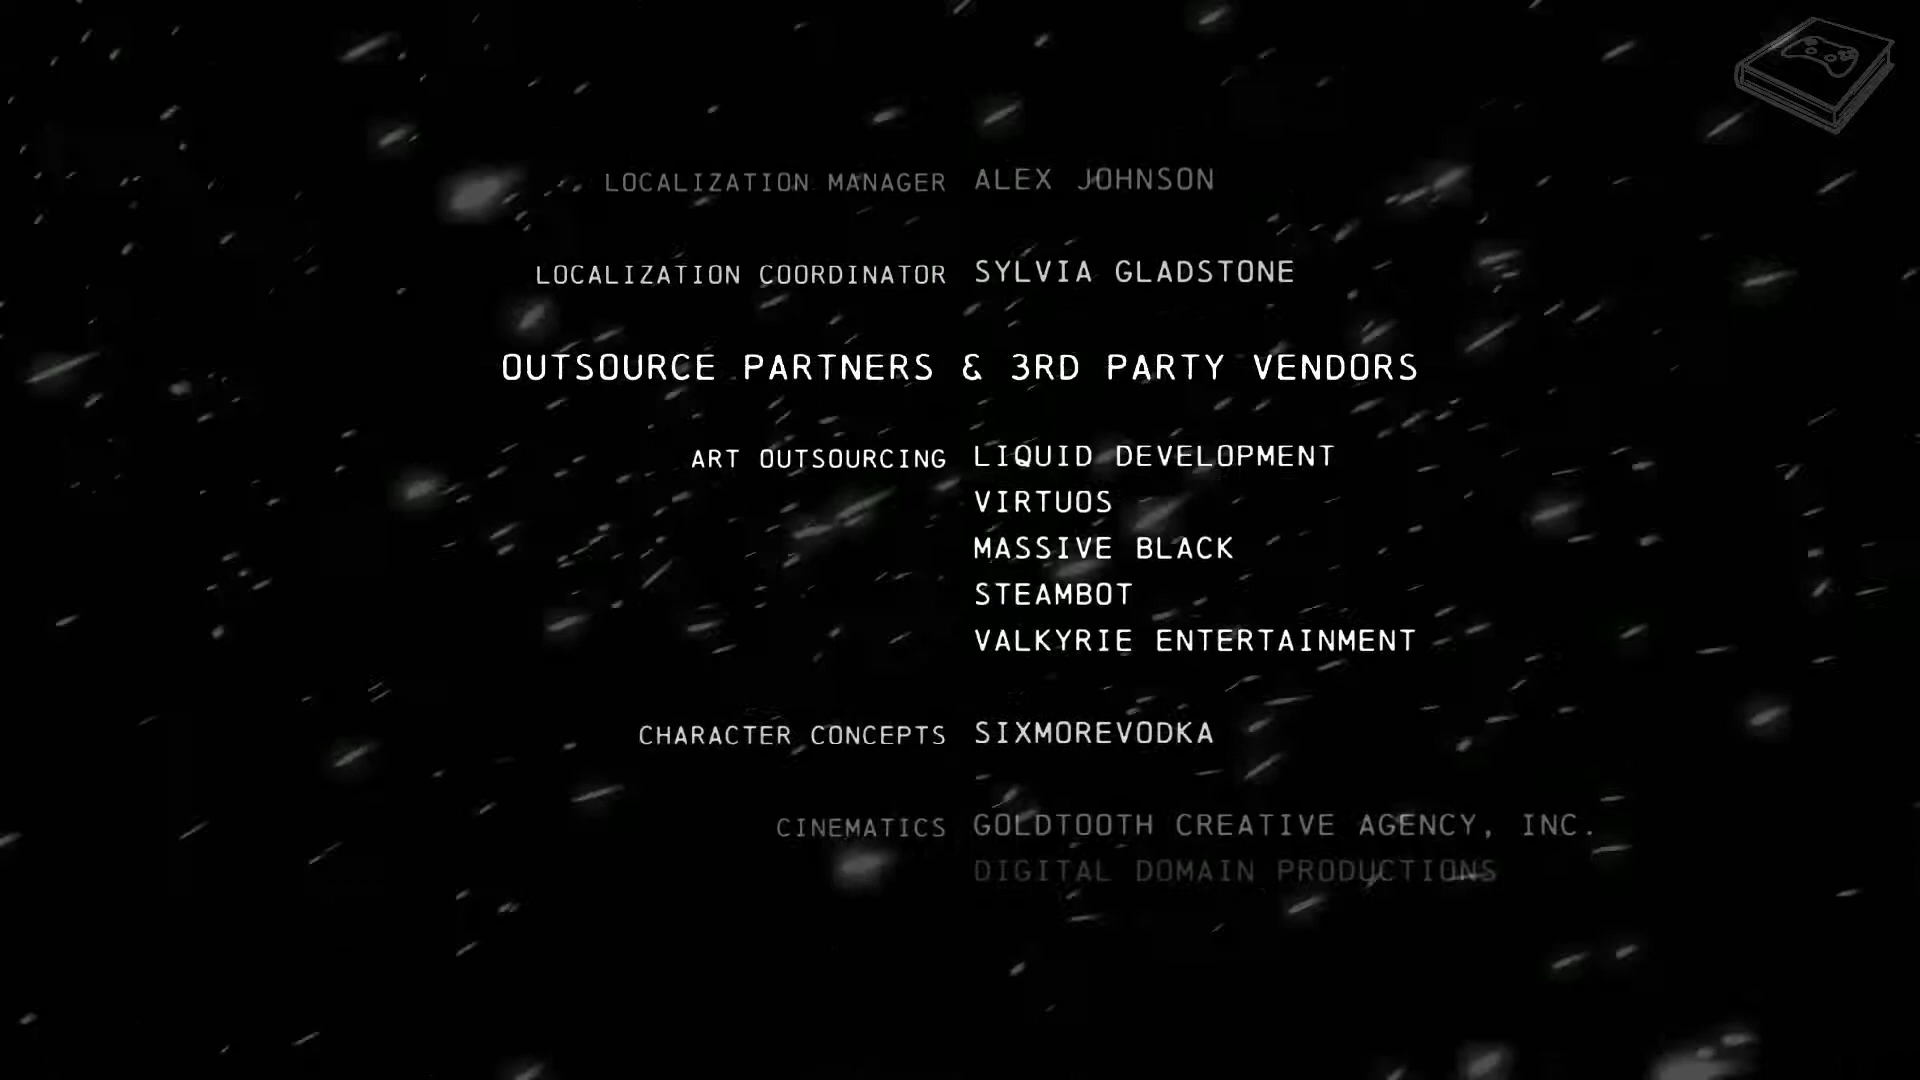 LOCALIZATION MANAGER ALEX JOHNSON
LOCALIZATION COORDINATOR SYLVIA GLADSTONE
OUTSOURCE PARTNERS & 3RD PARTY VENDORS
ART OUTSOURCING LIQUID DEVELOPMENT
VIRTUOS
MASSIVE BLACK
STEAMBOT
VALKYRIE ENTERTAINMENT
CHARACTER CONCEPTS SIXMOREVODKA
CINEMATICS GOLDTOOTH CREATIVE AGENCY, INC.
DIGITAL DOMAIN PRODUCTIONS